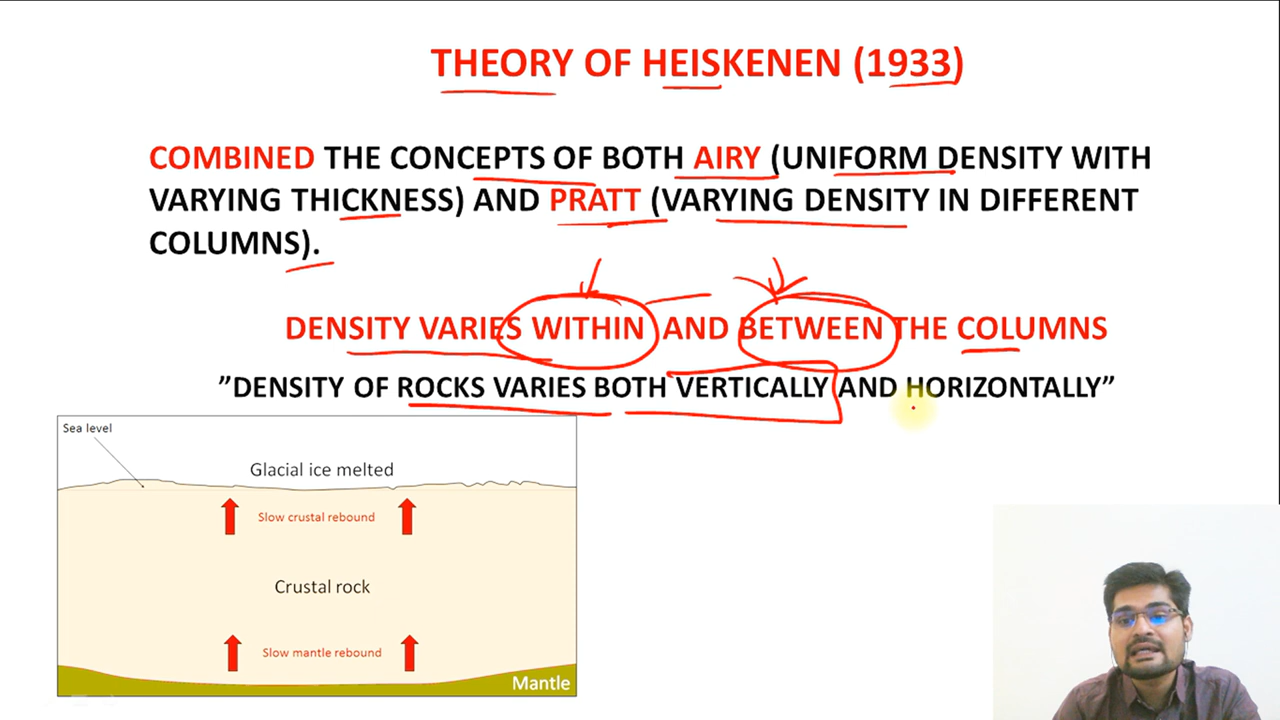 THEORY OF HEISKENEN (1933)
COMBINED THE CONCEPTS OF BOTH AIRY (UNIFORM DENSITY WITH
VARYING THICKNESS) AND PRATT (VARYING DENSITY IN DIFFERENT
COLUMNS).
DENSITY VARIES WITHIN AND BETWEEN THE COLUMNS
”DENSITY OF ROCKS VARIES BOTH VERTICALLY AND HORIZONTALLY”
Sea level
Glacial ice melted
Slow crustal rebound
Crustal rock
Slow mantle rebound
Mantle